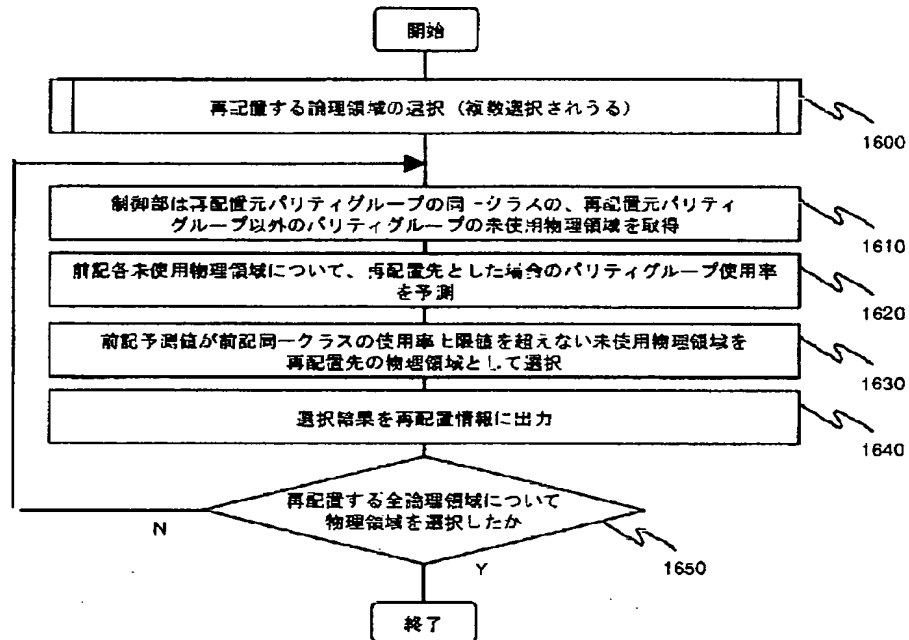 開始
再配置する論理領域の選択（複数選択されうる）
1600
制御部は再配置元パリティグループの同一クラスの、再配置元パリティ
グループ以外のパリティグループの未使用物理領域を取得
1610
前記各未使用物理領域について、再配置先とした場合のパリティグループ使用率
を予測
1620
前記予測値が前記同一クラスの使用率上限値を超えない未使用物理領域を
再配置先の物理領域として選択
1630
選択結果を再配置情報に出力
1640
再配置する全論理領域について
物理領域を選択したか
N
Y
1650
終了